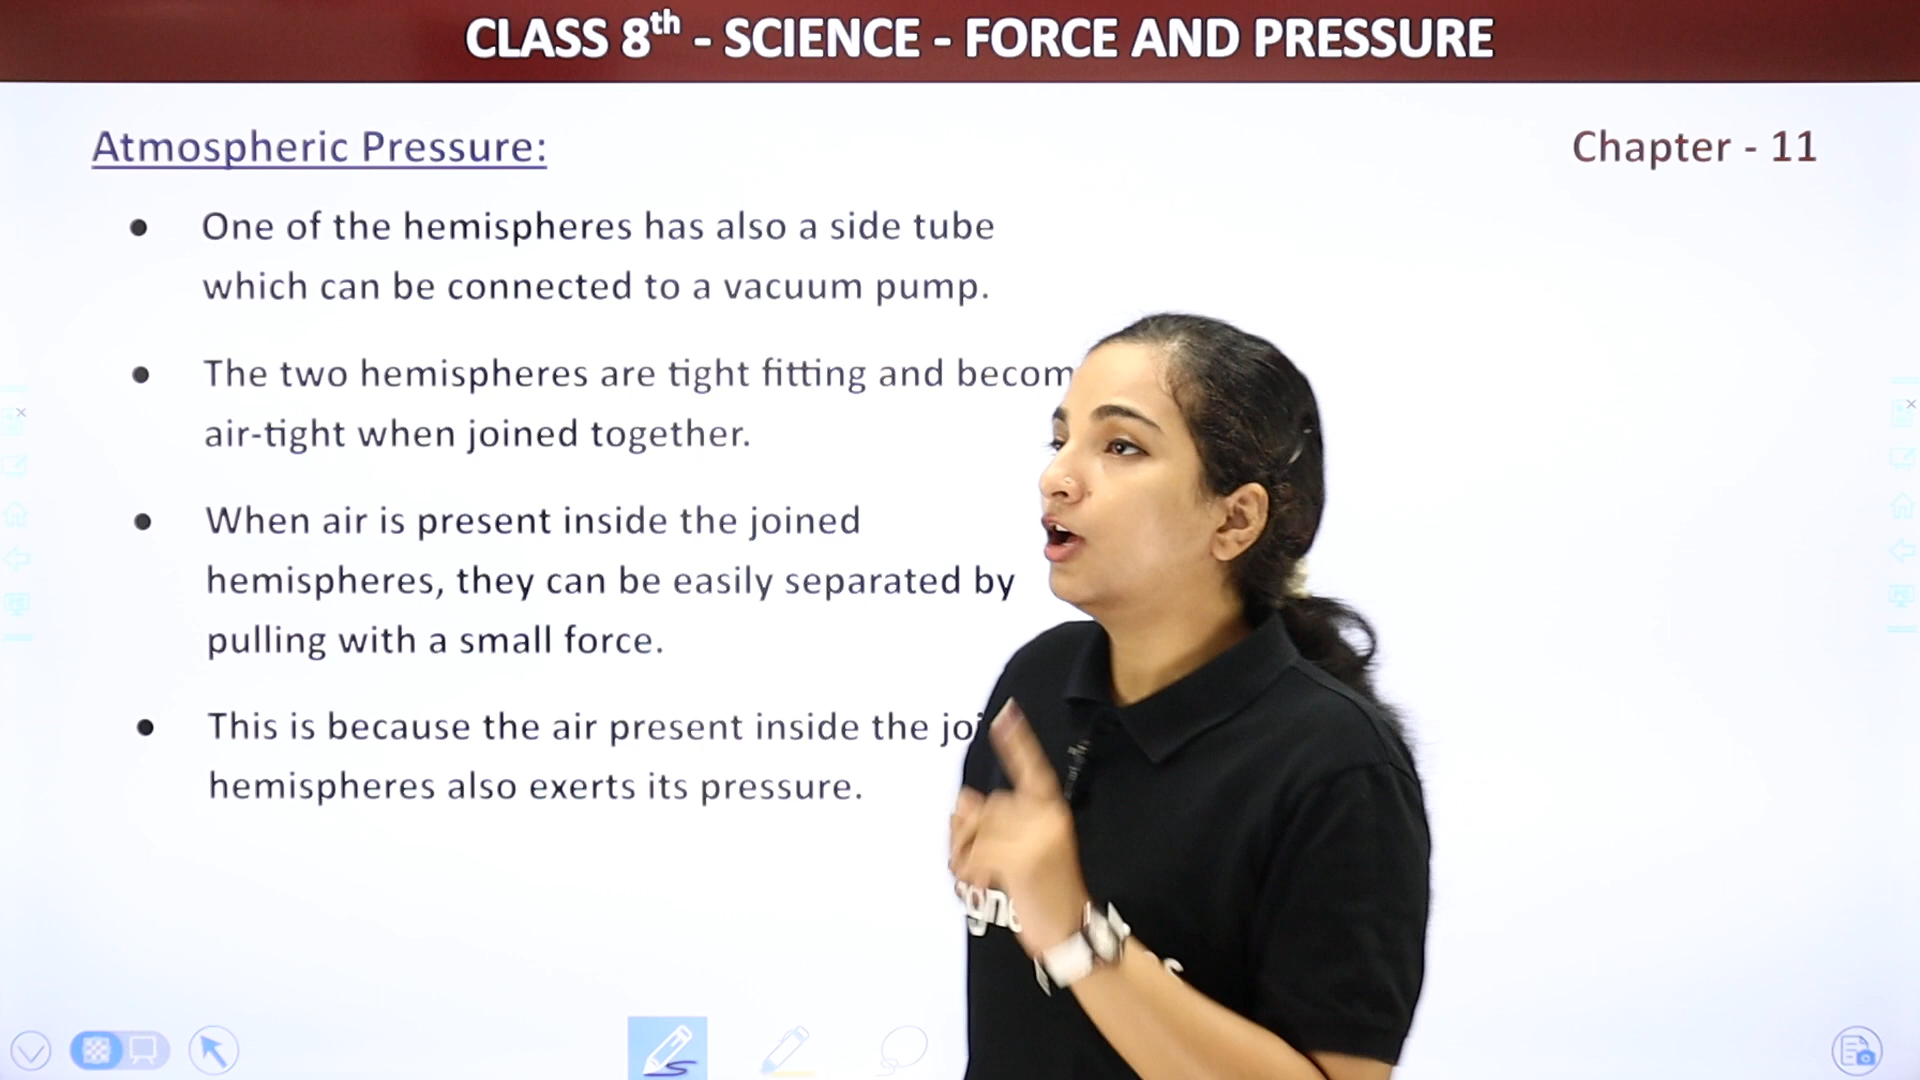 CLASS 8th - SCIENCE - FORCE AND PRESSURE
Atmospheric Pressure:
Chapter - 11
● One of the hemispheres has also a side tube
which can be connected to a vacuum pump.
● The two hemispheres are tight fitting and becom
air-tight when joined together.
● When air is present inside the joined
hemispheres, they can be easily separated by
pulling with a small force.
● This is because the air present inside the joi
hemispheres also exerts its pressure.